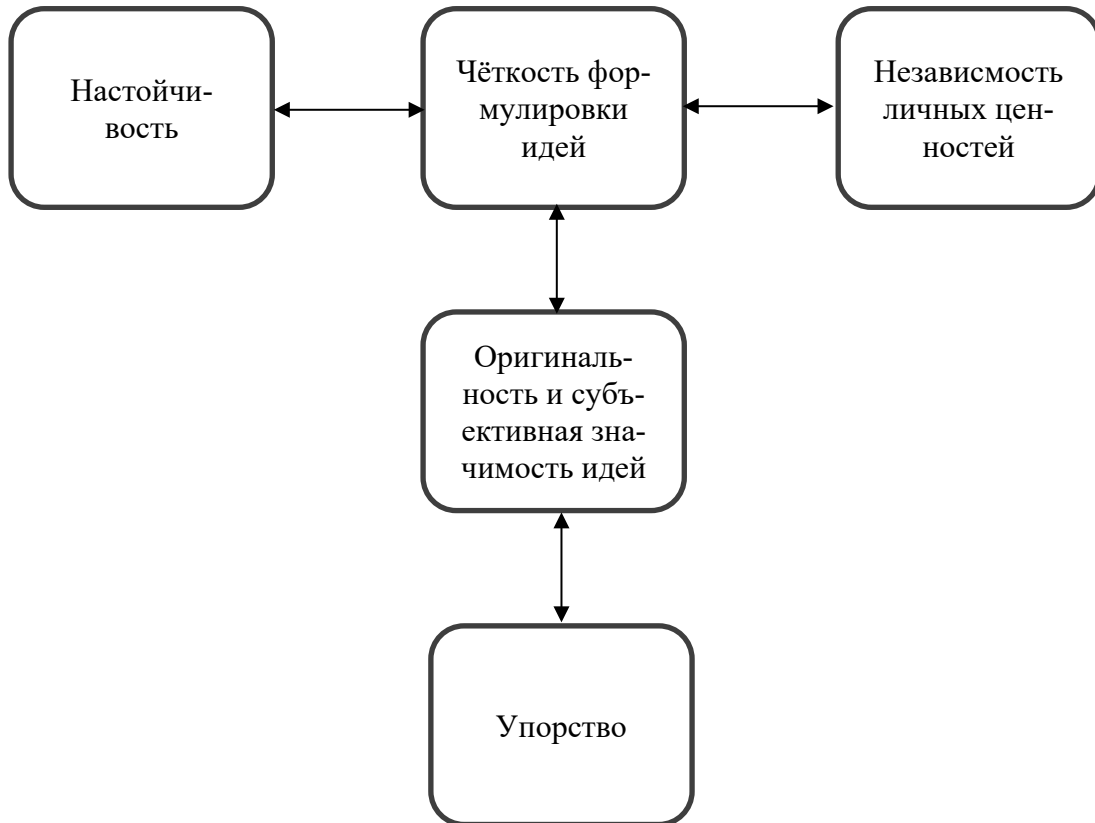 Настойчи-
вость
Чёткость фор-
мулировки
идей
Независмость
личных цен-
ностей
Оригиналь-
ность и субъ-
ективная зна-
чимость идей
Упорство